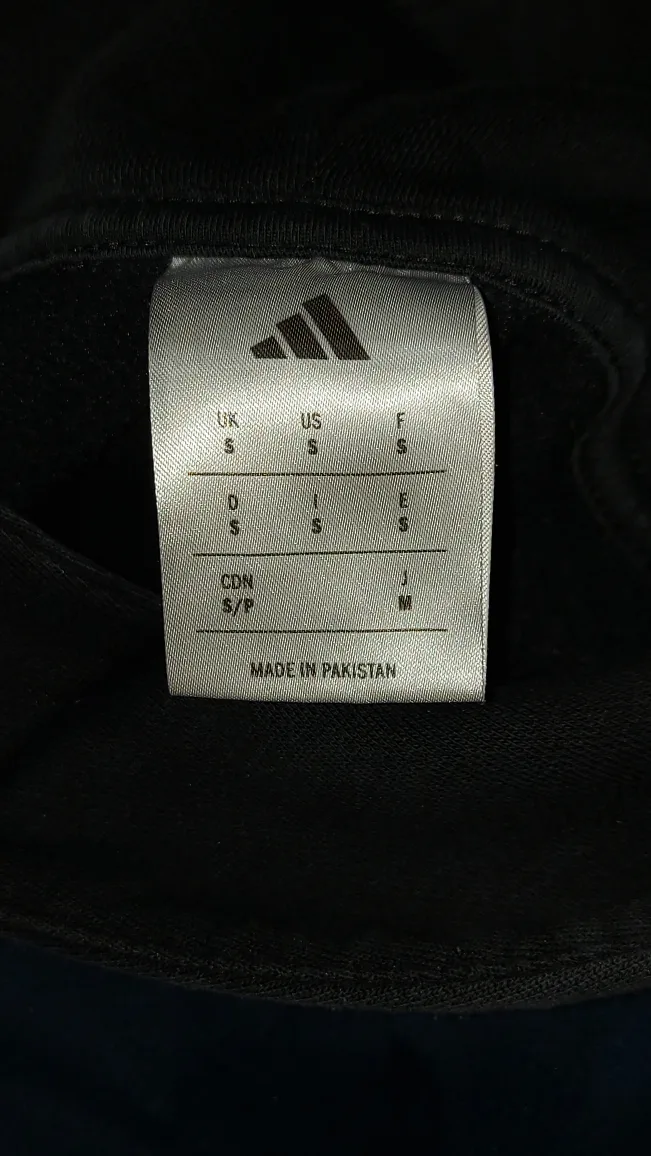 UK US F
S S S
D I E
S S S
CDN J
S/P M
MADE IN PAKISTAN